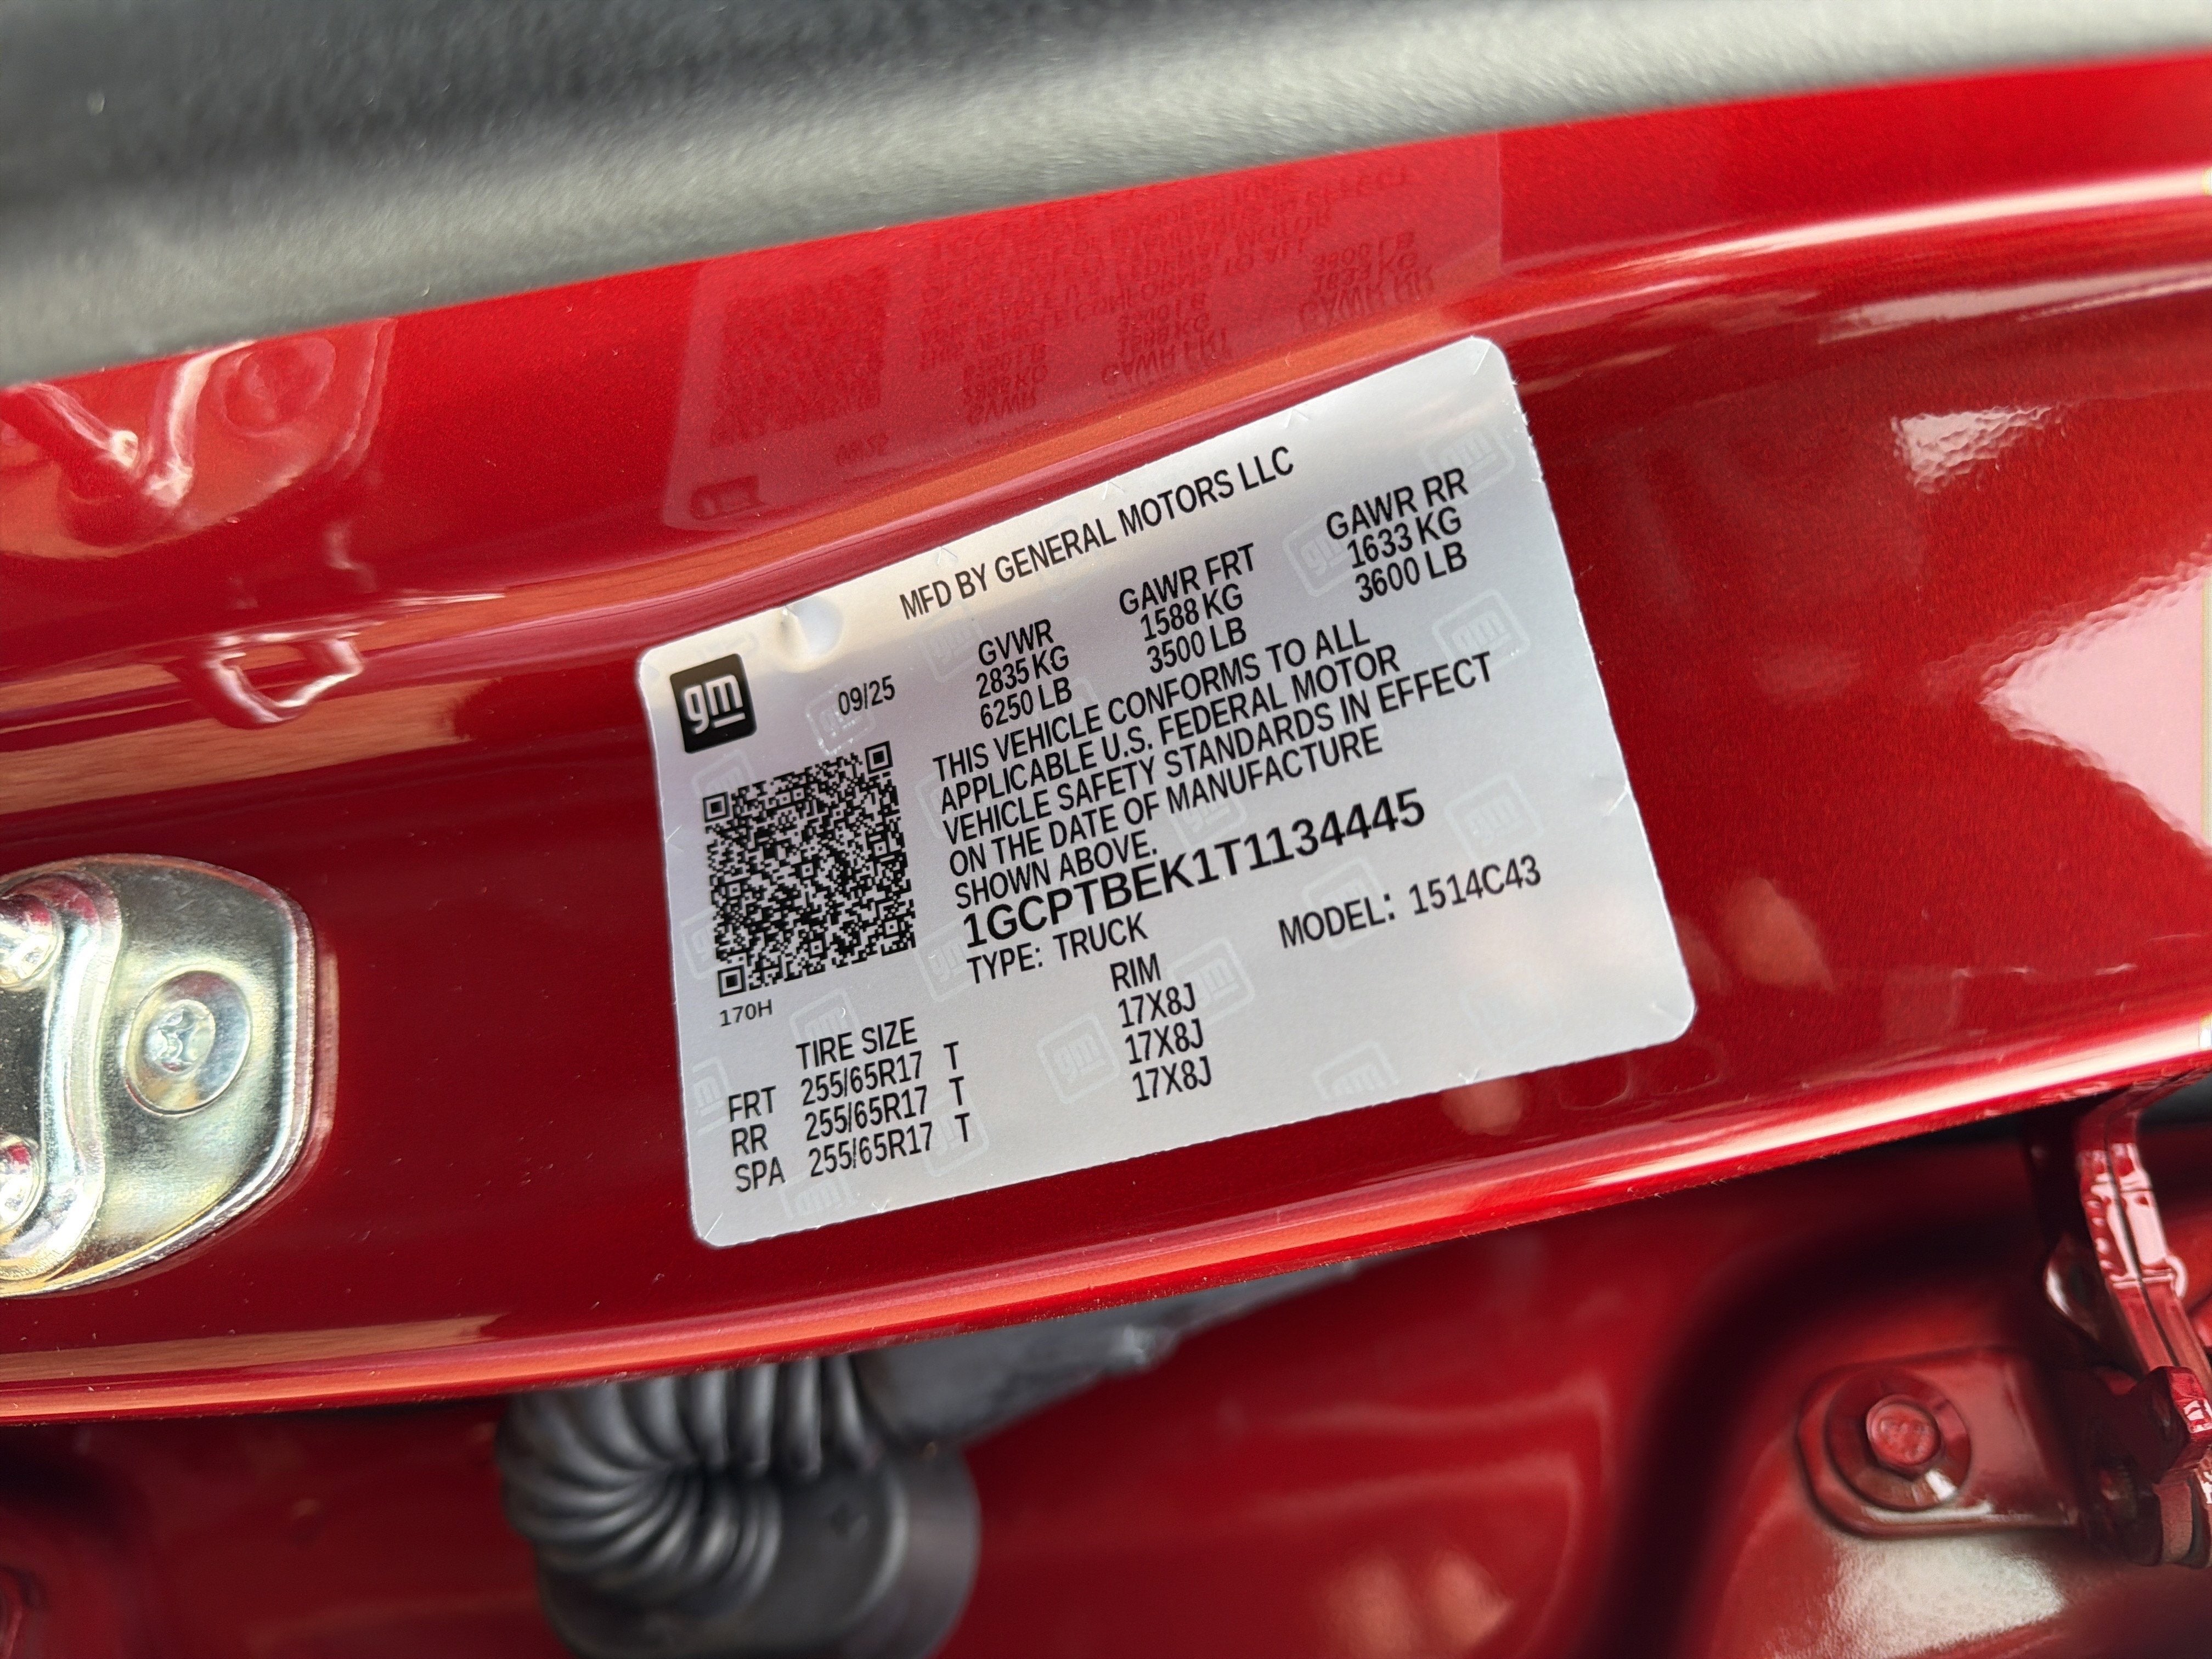 MFD BY GENERAL MOTORS LLC
gm
09/25
GVWR GAWR FRT GAWR RR
2835 KG 1588 KG 1633 KG
6250 LB 3500 LB 3600 LB
THIS VEHICLE CONFORMS TO ALL
APPLICABLE U.S. FEDERAL MOTOR
VEHICLE SAFETY STANDARDS IN EFFECT
ON THE DATE OF MANUFACTURE
SHOWN ABOVE.
1GCPTBEK1T1134445
TYPE: TRUCK MODEL: 1514C43
170H
TIRE SIZE RIM
FRT 255/65R17 T 17X8J
RR 255/65R17 T 17X8J
SPA 255/65R17 T 17X8J